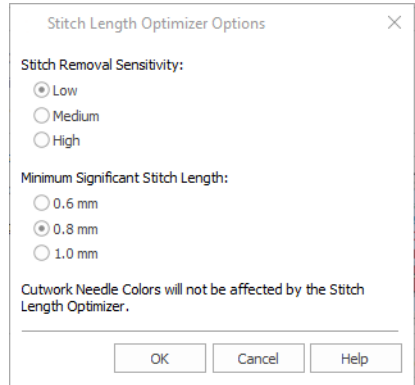 Stitch Length Optimizer Options
Stitch Removal Sensitivity:
Low
Medium
High
Minimum Significant Stitch Length:
0.6 mm
0.8 mm
1.0 mm
Cutwork Needle Colors will not be affected by the Stitch
Length Optimizer.
OK Cancel Help